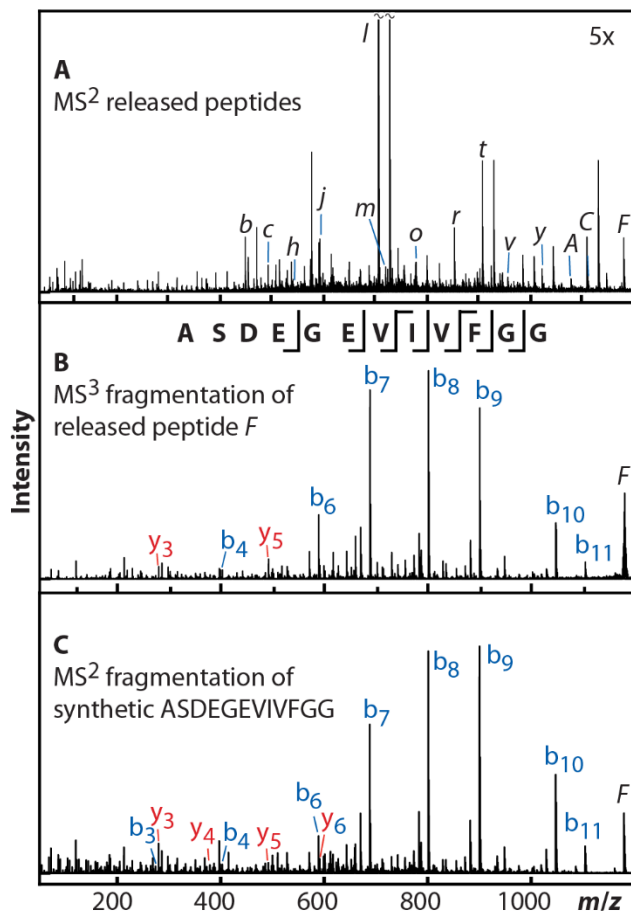 5x
A
MS2 released peptides
l
b
c
h
j
m
o
r
t
v
y
A
C
F
A S D E G E V I V F G G
B
MS3 fragmentation of
released peptide F
y3
b4
y5
b6
b7
b8
b9
b10
b11
F
C
MS2 fragmentation of
synthetic ASDEGEVIVFGG
b3
y3
y4
b4
y5
b6
y6
b7
b8
b9
b10
b11
F
Intensity
200 400 600 800 1000 m/z